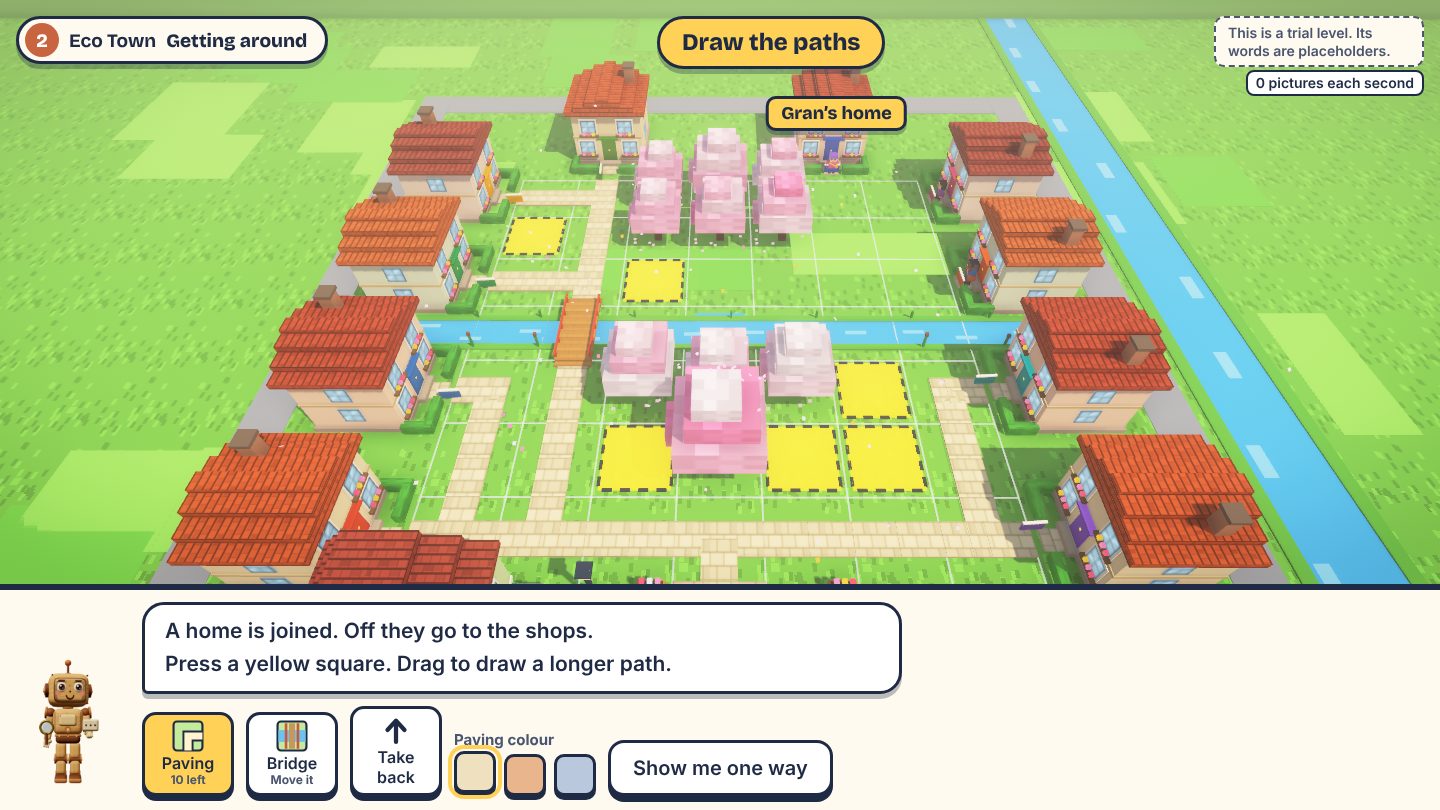 2 Eco Town Getting around
Draw the paths
This is a trial level. Its
words are placeholders.
0 pictures each second
Gran's home
A home is joined. Off they go to the shops.
Press a yellow square. Drag to draw a longer path.
Paving
10 left
Bridge
Move it
Take
back
Paving colour
Show me one way